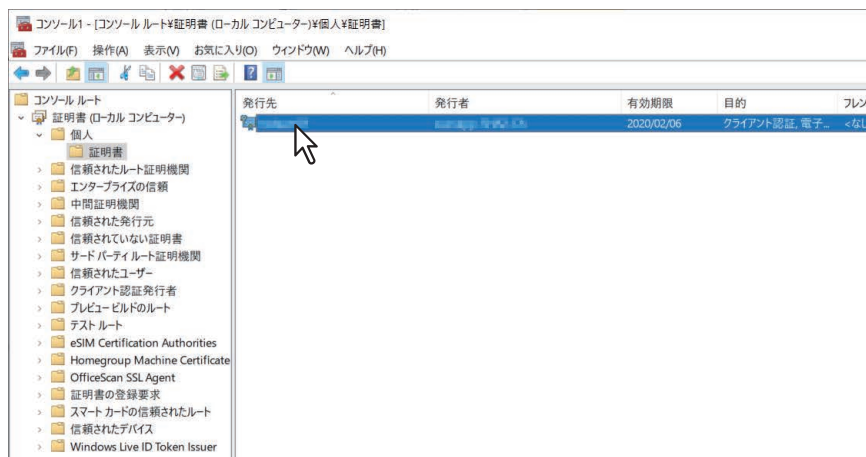 コンソール1 - [コンソール ルート¥証明書 (ローカル コンピューター)¥個人¥証明書]
ファイル(F) 操作(A) 表示(V) お気に入り(O) ウィンドウ(W) ヘルプ(H)
コンソール ルート
証明書 (ローカル コンピューター)
個人
証明書
信頼されたルート証明機関
エンタープライズの信頼
中間証明機関
信頼された発行元
信頼されていない証明書
サード パーティ ルート証明機関
信頼されたユーザー
クライアント認証発行者
プレビュー ビルドのルート
テスト ルート
eSIM Certification Authorities
Homegroup Machine Certificate
OfficeScan SSL Agent
証明書の登録要求
スマート カードの信頼されたルート
信頼されたデバイス
Windows Live ID Token Issuer
発行先 発行者 有効期限 目的 フレン
2020/02/06 クライアント認証, 電子... <なし